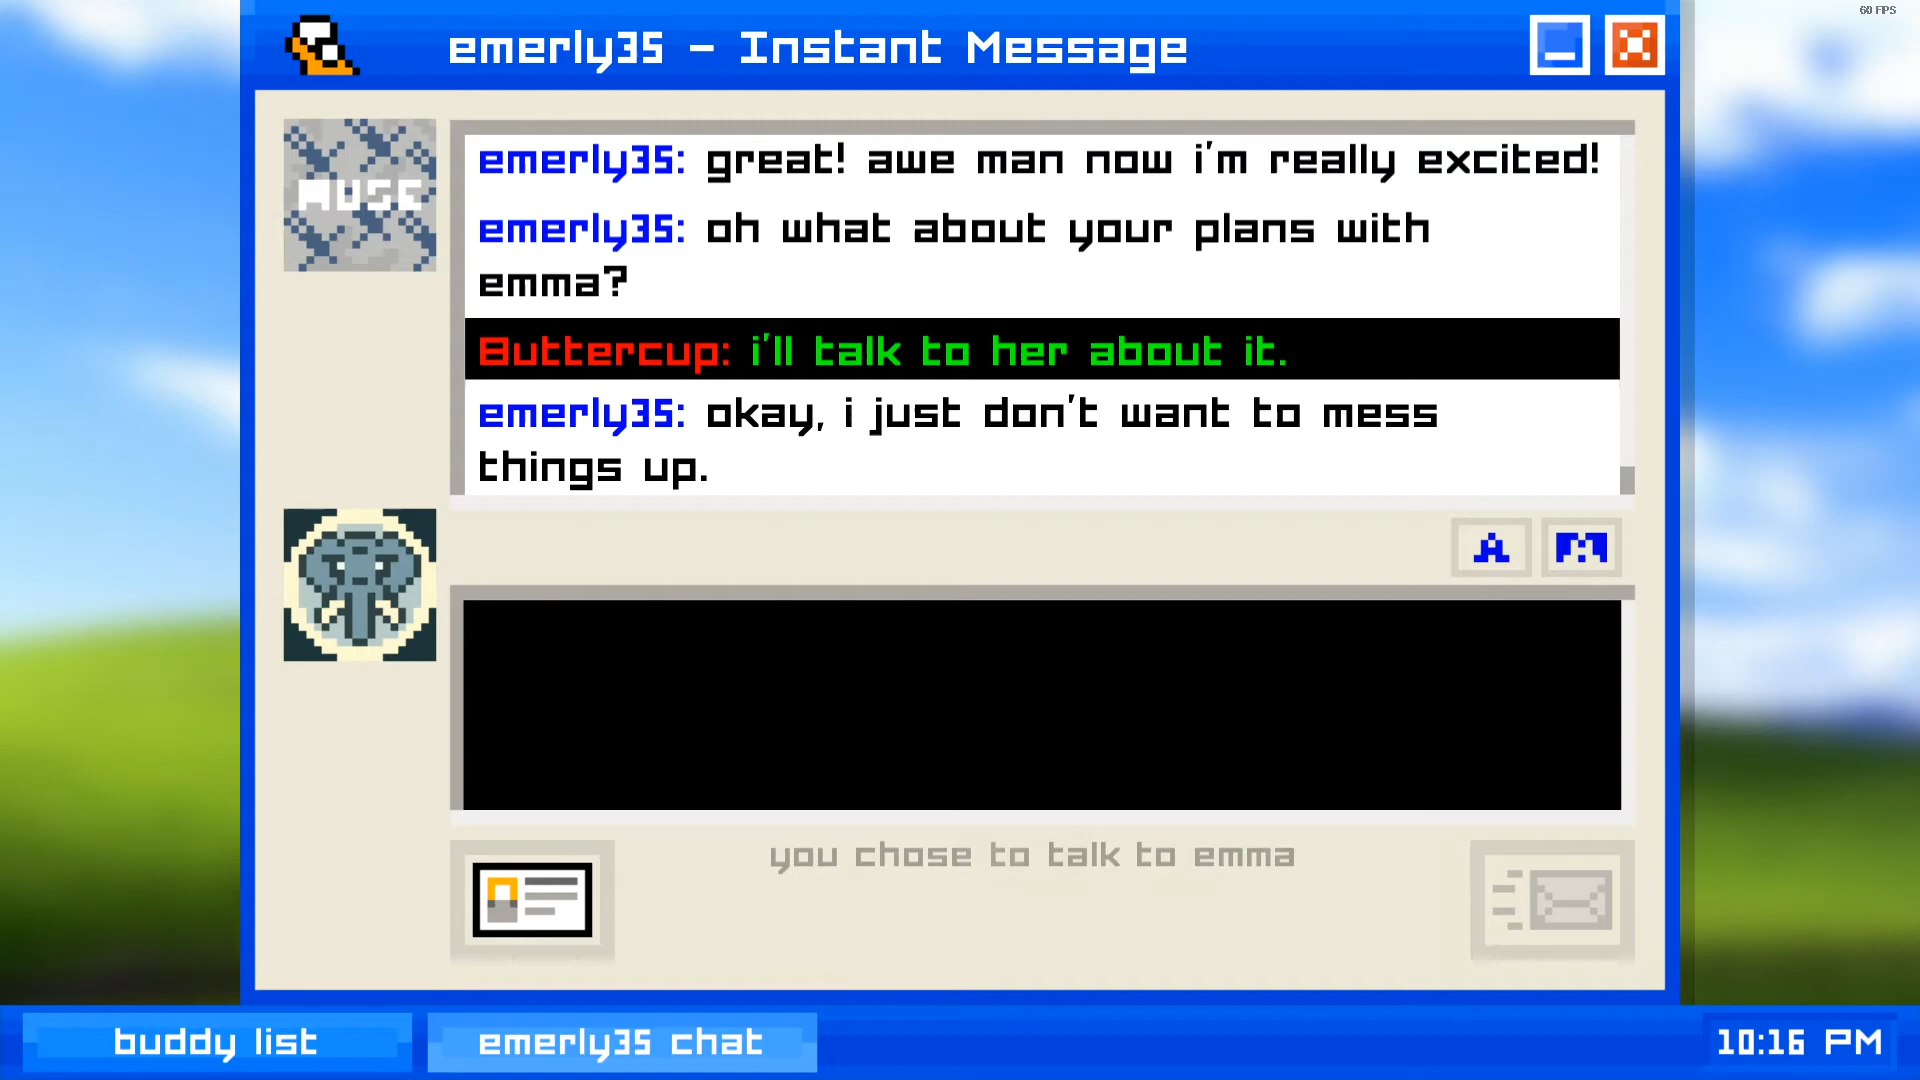 60 FPS
emerly35 - Instant Message
MUSE
emerly35: great! awe man now i'm really excited!
emerly35: oh what about your plans with
emma?
Buttercup: i'll talk to her about it.
emerly35: okay, i just don't want to mess
things up.
A M
you chose to talk to emma
buddy list emerly35 chat 10:16 PM